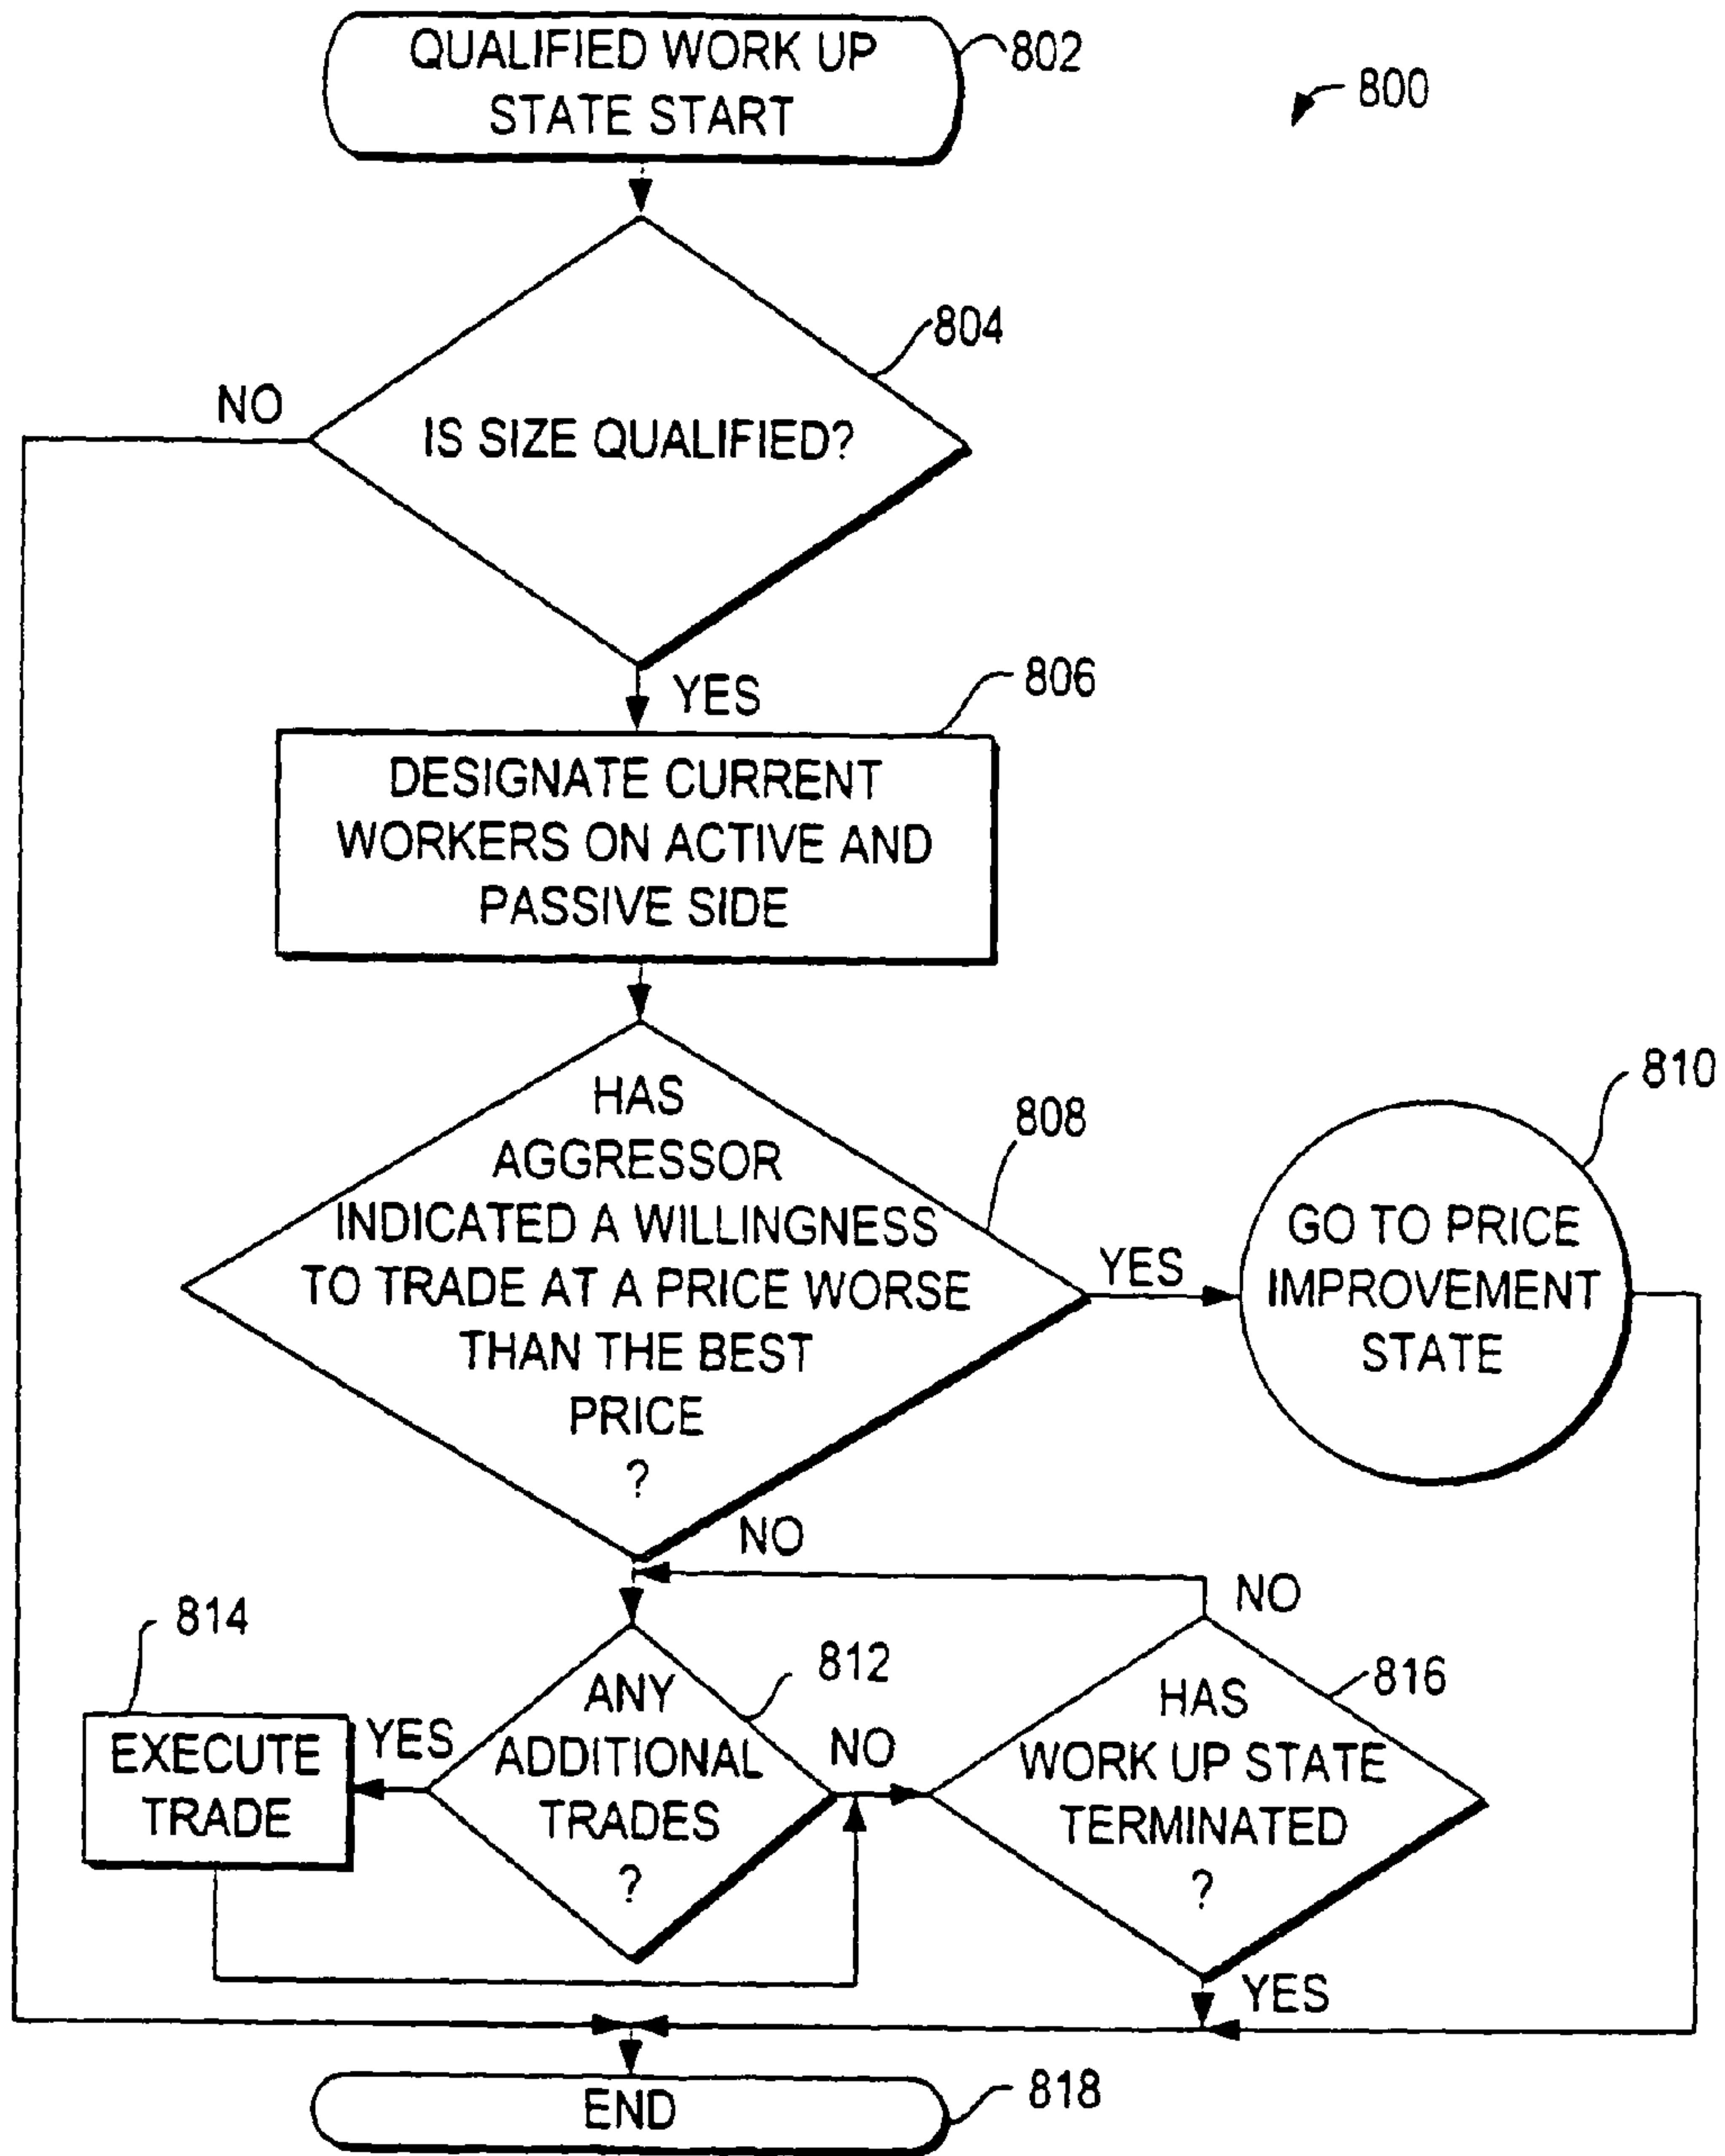 QUALIFIED WORK UP
STATE START
802
800
804
NO
IS SIZE QUALIFIED?
YES
806
DESIGNATE CURRENT
WORKERS ON ACTIVE AND
PASSIVE SIDE
HAS
AGGRESSOR
INDICATED A WILLINGNESS
TO TRADE AT A PRICE WORSE
THAN THE BEST
PRICE
?
808
YES
810
GO TO PRICE
IMPROVEMENT
STATE
NO
NO
814
EXECUTE
TRADE
YES
ANY
ADDITIONAL
TRADES
?
812
NO
816
HAS
WORK UP STATE
TERMINATED
?
YES
END
818